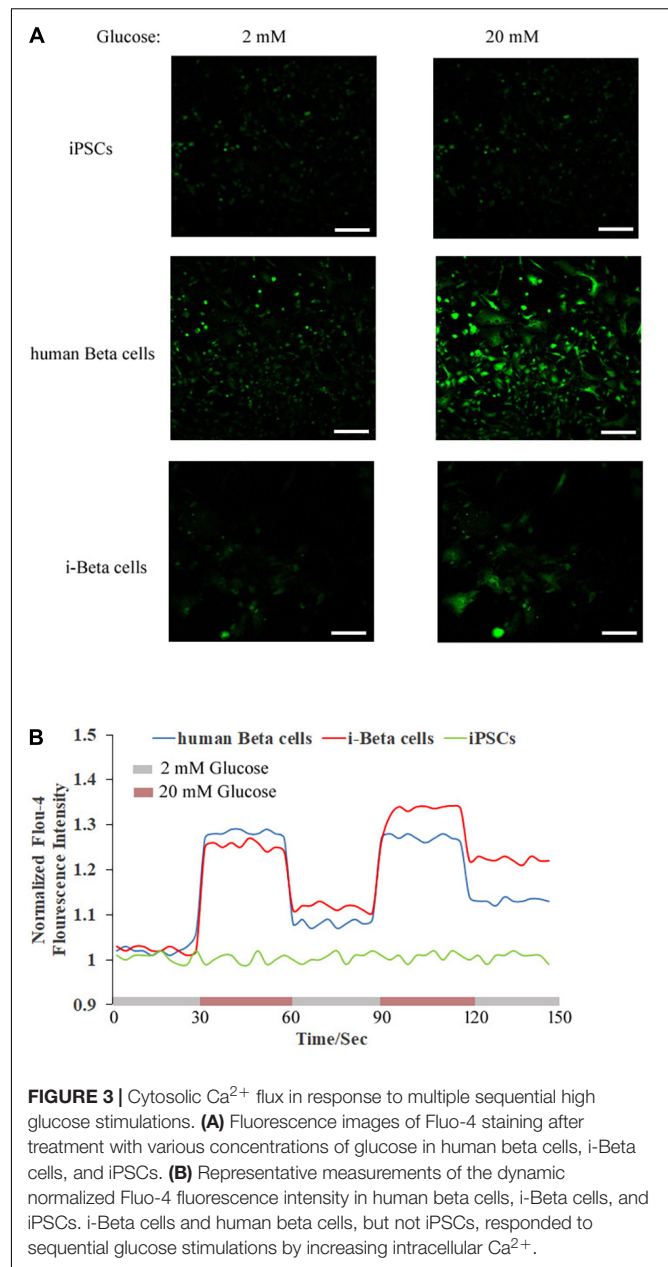 A
Glucose: 2 mM 20 mM
iPSCs
human Beta cells
i-Beta cells
B
1.5
1.4
1.3
1.2
1.1
1
0.9
Normalized Flou-4
Flourescence Intensity
human Beta cells i-Beta cells iPSCs
2 mM Glucose
20 mM Glucose
0 30 60 90 120 150
Time/Sec
FIGURE 3 | Cytosolic Ca²⁺ flux in response to multiple sequential high
glucose stimulations. (A) Fluorescence images of Fluo-4 staining after
treatment with various concentrations of glucose in human beta cells, i-Beta
cells, and iPSCs. (B) Representative measurements of the dynamic
normalized Fluo-4 fluorescence intensity in human beta cells, i-Beta cells, and
iPSCs. i-Beta cells and human beta cells, but not iPSCs, responded to
sequential glucose stimulations by increasing intracellular Ca²⁺.